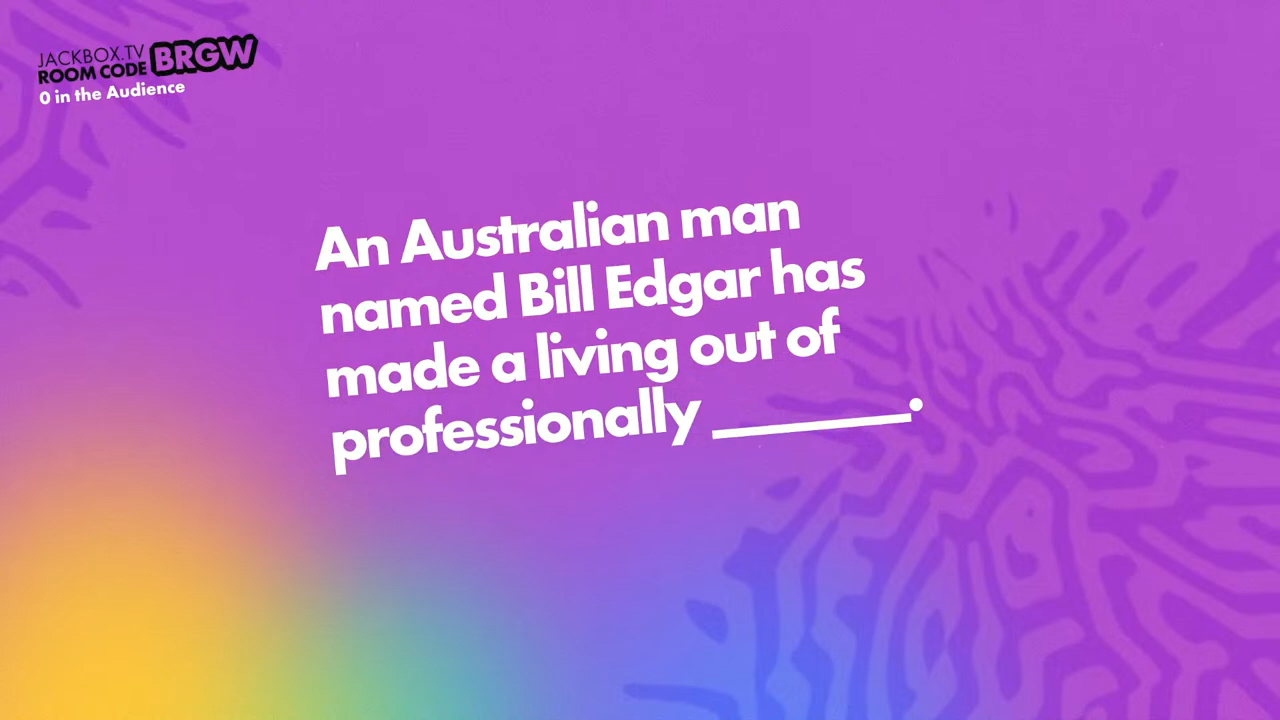 JACKBOX.TV
ROOM CODE BRGW
0 in the Audience
An Australian man
named Bill Edgar has
made a living out of
professionally ________.